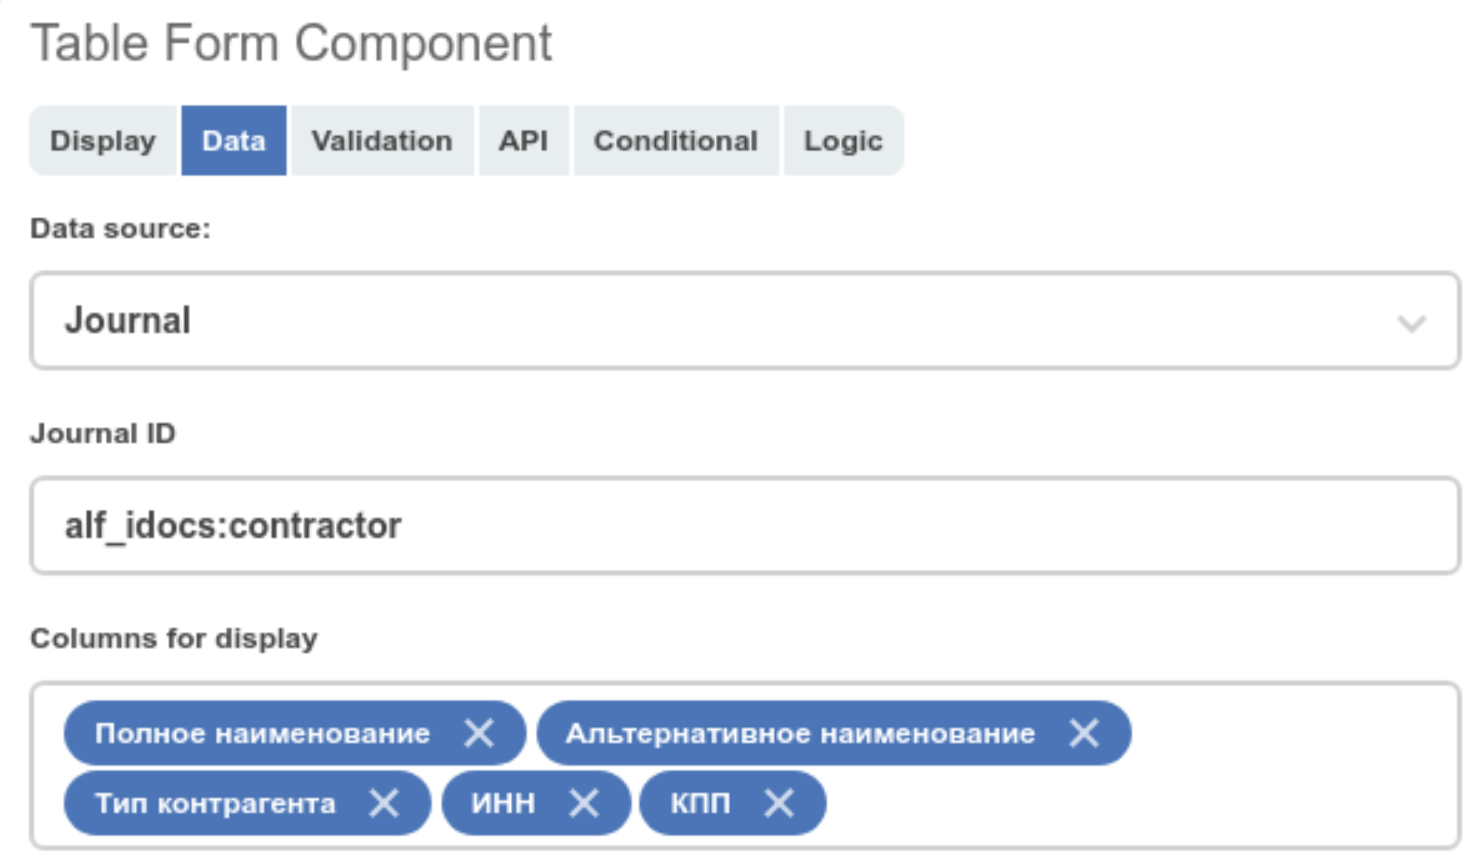 Table Form Component
Display Data Validation API Conditional Logic
Data source:
Journal
Journal ID
alf_idocs:contractor
Columns for display
Полное наименование Альтернативное наименование
Тип контрагента ИНН КПП